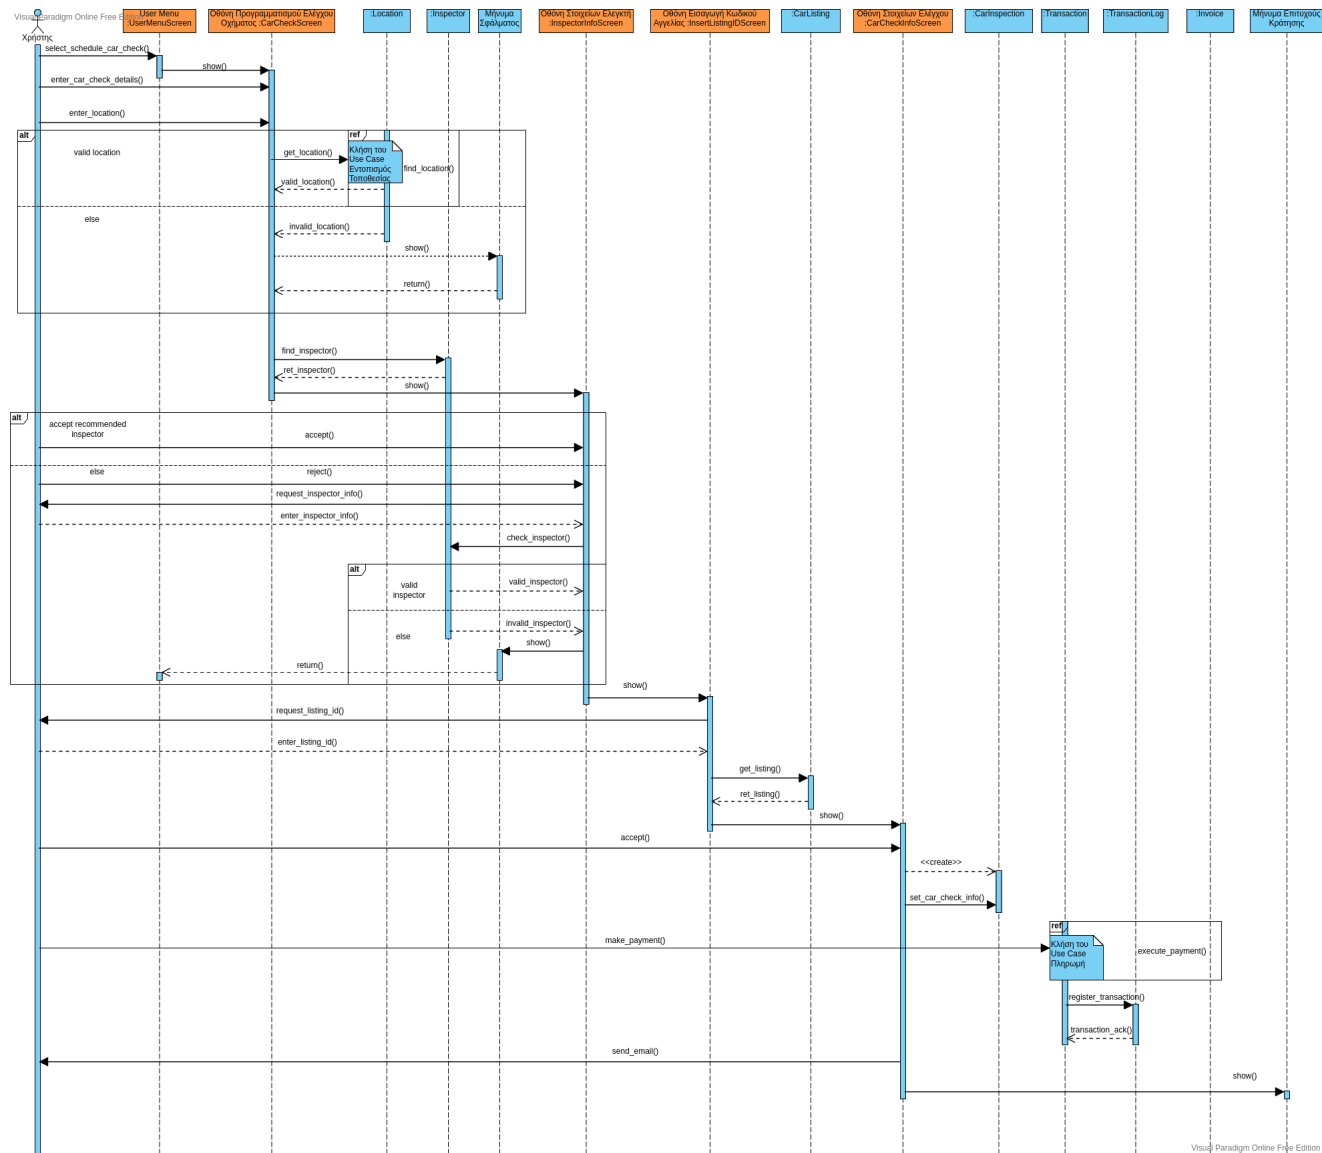 Visual Paradigm Online Free Edition
Χρήστης
User Menu
:UserMenuScreen
Οθόνη Προγραμματισμού Ελέγχου
Οχήματος :CarCheckScreen
:Location
:Inspector
Μήνυμα
Σφάλματος
Οθόνη Στοιχείων Ελεγκτή
:InspectorInfoScreen
Οθόνη Εισαγωγή Κωδικού
Αγγελίας :InsertListingIDScreen
:CarListing
Οθόνη Στοιχείων Ελέγχου
:CarCheckInfoScreen
:CarInspection
:Transaction
:TransactionLog
:Invoice
Μήνυμα Επιτυχούς
Κράτησης
select_schedule_car_check()
show()
enter_car_check_details()
enter_location()
alt
valid location
ref
get_location()
Κλήση του
Use Case
Εντοπισμός
Τοποθεσίας
find_location()
valid_location()
else
invalid_location()
show()
return()
find_inspector()
ret_inspector()
show()
alt
accept recommended
inspector
accept()
else
reject()
request_inspector_info()
enter_inspector_info()
check_inspector()
alt
valid
inspector
valid_inspector()
invalid_inspector()
else
show()
return()
show()
request_listing_id()
enter_listing_id()
get_listing()
ret_listing()
show()
accept()
<<create>>
set_car_check_info()
ref
make_payment()
Κλήση του
Use Case
Πληρωμή
execute_payment()
register_transaction()
transaction_ack()
send_email()
show()
Visual Paradigm Online Free Edition